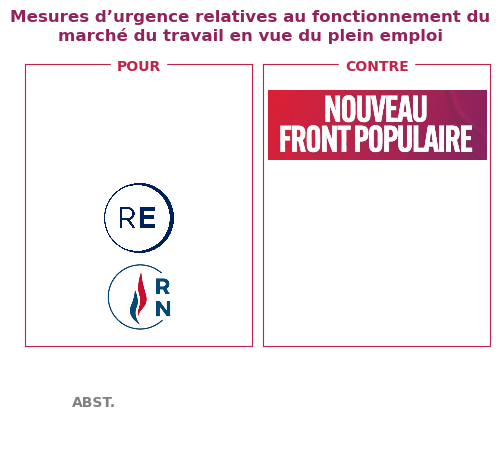 Mesures d’urgence relatives au fonctionnement du
marché du travail en vue du plein emploi
POUR
CONTRE
NOUVEAU
FRONT POPULAIRE
RE
R
N
ABST.